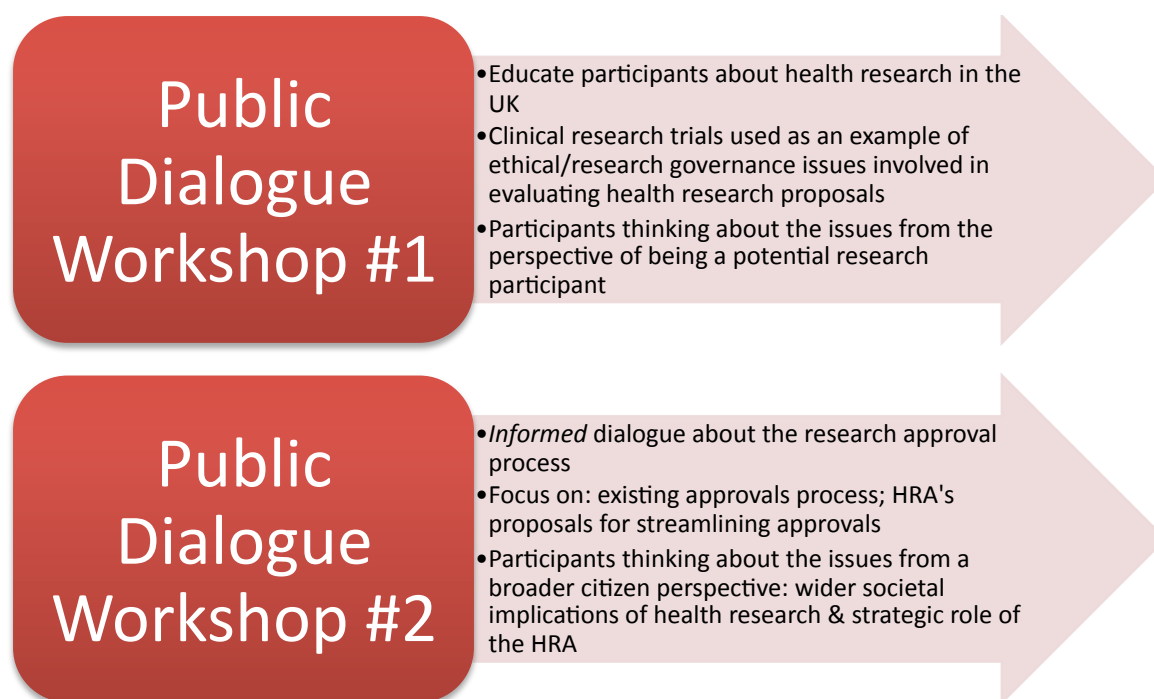 Public
Dialogue
Workshop #1
•Educate participants about health research in the
UK
•Clinical research trials used as an example of
ethical/research governance issues involved in
evaluating health research proposals
•Participants thinking about the issues from the
perspective of being a potential research
participant
Public
Dialogue
Workshop #2
•Informed dialogue about the research approval
process
•Focus on: existing approvals process; HRA's
proposals for streamlining approvals
•Participants thinking about the issues from a
broader citizen perspective: wider societal
implications of health research & strategic role of
the HRA